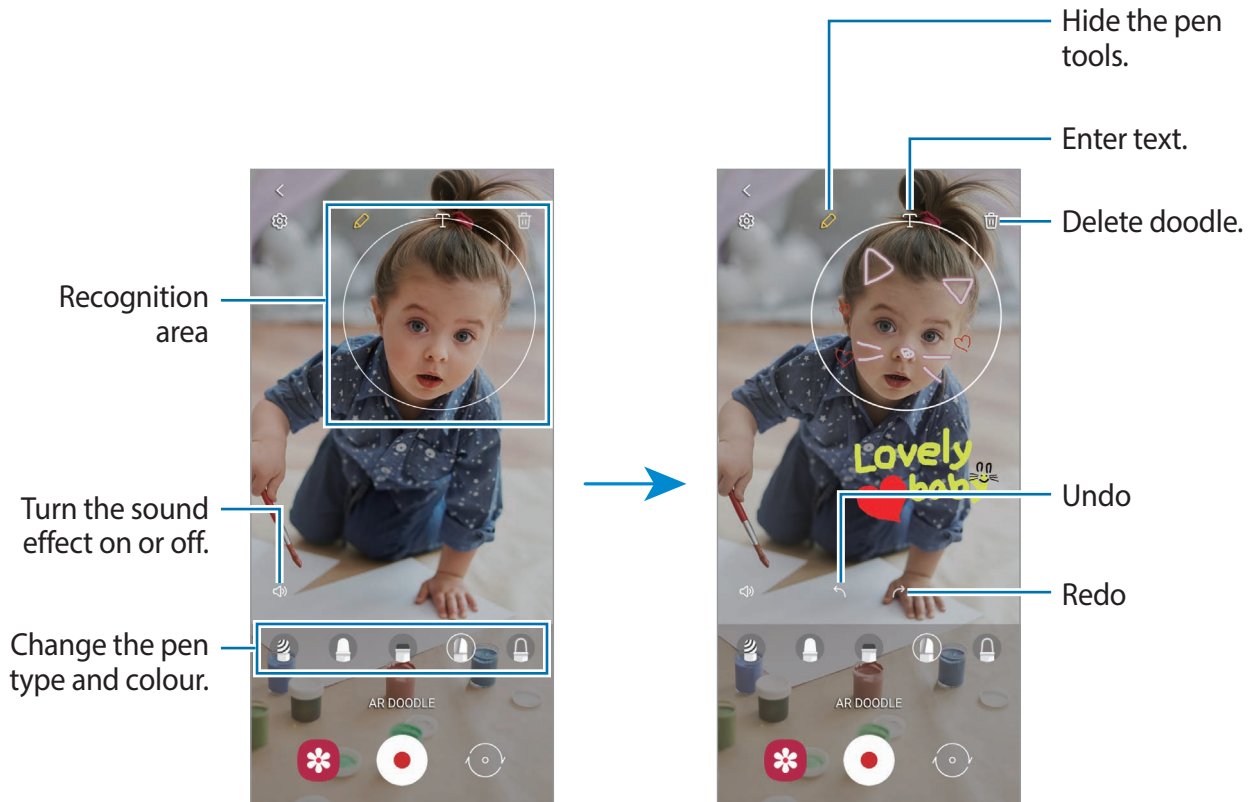 Hide the pen
tools.
Enter text.
Delete doodle.
Recognition
area
Turn the sound
effect on or off.
Change the pen
type and colour.
T
AR DOODLE
T
Lovely
baby
Undo
Redo
AR DOODLE